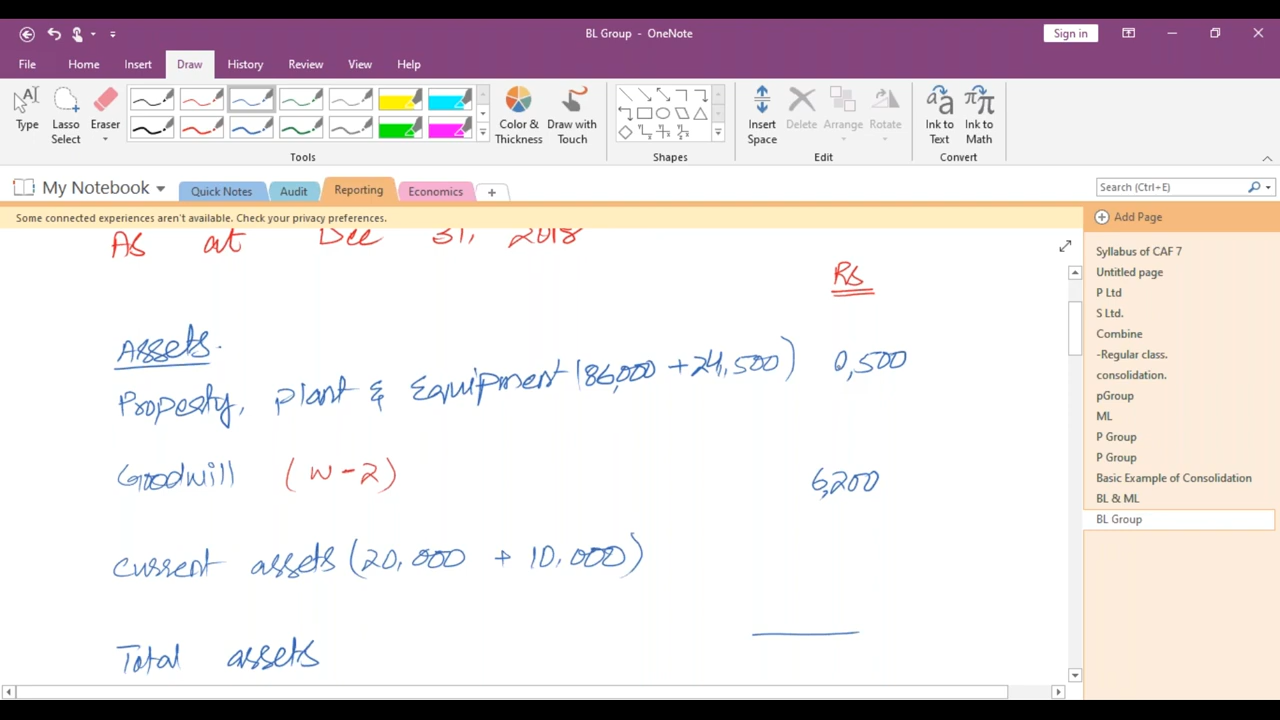 BL Group - OneNote
Sign in
File Home Insert Draw History Review View Help
Type
Lasso Select
Eraser
Color & Thickness
Draw with Touch
Insert Space
Delete
Arrange
Rotate
Ink to Text
Ink to Math
Tools
Shapes
Edit
Convert
My Notebook
Quick Notes
Audit
Reporting
Economics
Search (Ctrl+E)
Some connected experiences aren't available. Check your privacy preferences.
Add Page
As at Dec 31, 2018
Rs
Assets.
Property, Plant & Equipment (86,000 + 24,500) 0,500
Goodwill (W-2) 6,200
Current assets (20,000 + 10,000)
Total assets
Syllabus of CAF 7
Untitled page
P Ltd
S Ltd.
Combine
-Regular class.
consolidation.
pGroup
ML
P Group
P Group
Basic Example of Consolidation
BL & ML
BL Group